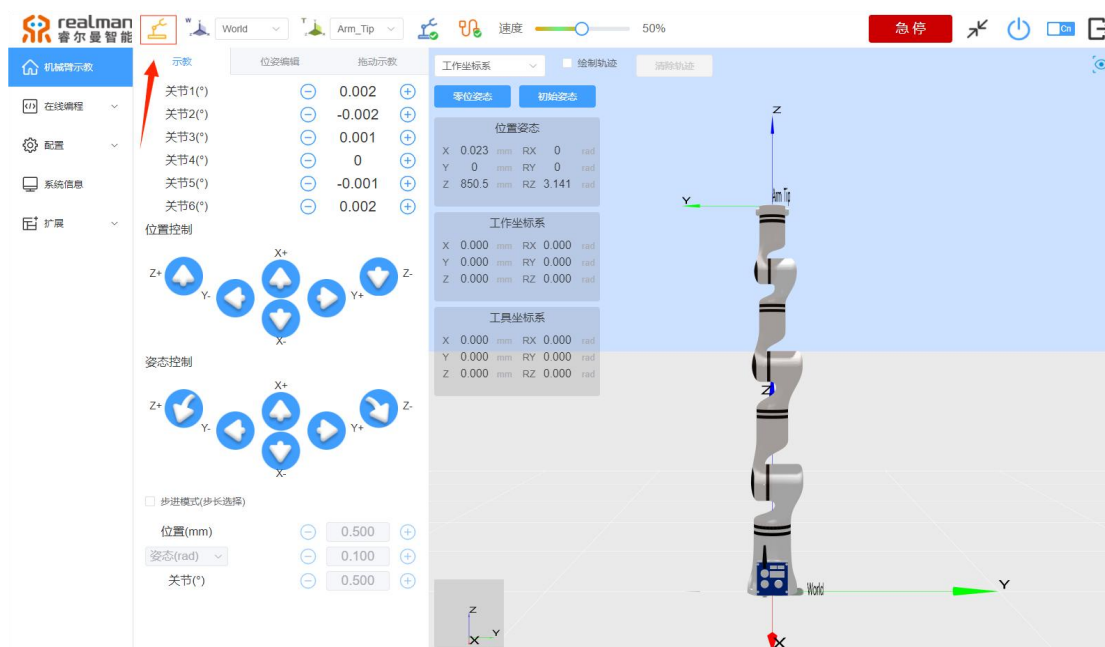 realman
睿尔曼智能
W
World
T
Arm_Tip
速度
50%
急停
Cn
机械臂示教
在线编程
配置
系统信息
扩展
示教
位姿编辑
拖动示教
关节1(°) 0.002
关节2(°) -0.002
关节3(°) 0.001
关节4(°) 0
关节5(°) -0.001
关节6(°) 0.002
位置控制
X+
Z+
Z-
Y-
Y+
X-
姿态控制
X+
Z+
Z-
Y-
Y+
X-
步进模式(步长选择)
位置(mm) 0.500
姿态(rad) 0.100
关节(°) 0.500
工作坐标系
绘制轨迹
清除轨迹
零位姿态
初始姿态
位置姿态
X 0.023 mm RX 0 rad
Y 0 mm RY 0 rad
Z 850.5 mm RZ 3.141 rad
工作坐标系
X 0.000 mm RX 0.000 rad
Y 0.000 mm RY 0.000 rad
Z 0.000 mm RZ 0.000 rad
工具坐标系
X 0.000 mm RX 0.000 rad
Y 0.000 mm RY 0.000 rad
Z 0.000 mm RZ 0.000 rad
Z
Arm Tip
Y
Z
World
Y
X
Z
Y
X